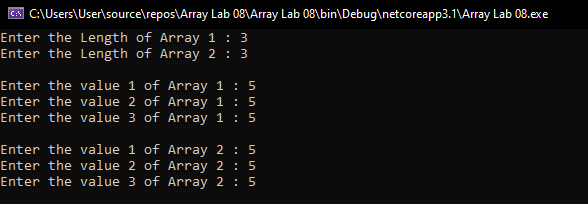 C:\Users\User\source\repos\Array Lab 08\Array Lab 08\bin\Debug\netcoreapp3.1\Array Lab 08.exe
Enter the Length of Array 1 : 3
Enter the Length of Array 2 : 3
Enter the value 1 of Array 1 : 5
Enter the value 2 of Array 1 : 5
Enter the value 3 of Array 1 : 5
Enter the value 1 of Array 2 : 5
Enter the value 2 of Array 2 : 5
Enter the value 3 of Array 2 : 5